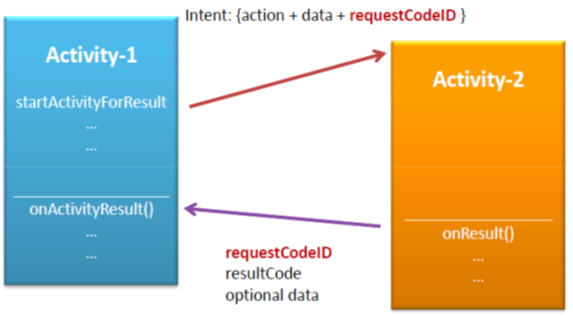 Intent: {action + data + requestCodeID }
Activity-1
startActivityForResult
...
...
onActivityResult()
...
...
Activity-2
onResult()
...
...
requestCodeID
resultCode
optional data